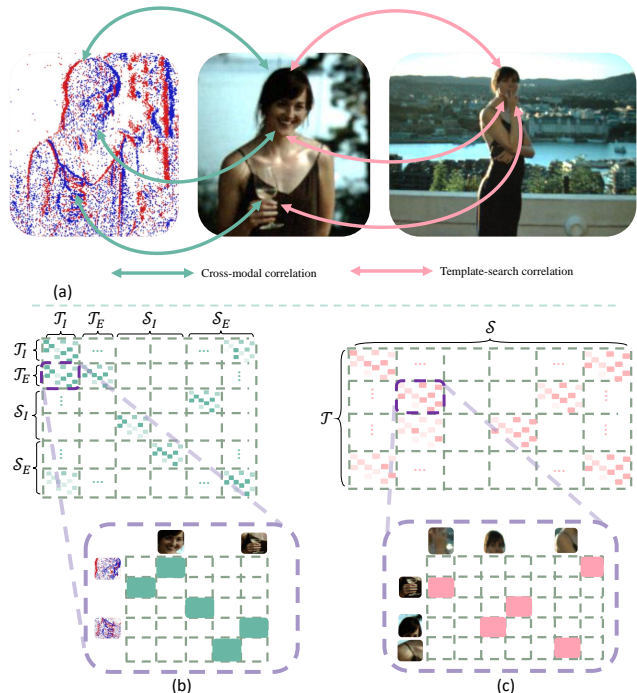 Cross-modal correlation
Template-search correlation
(a)
𝒯_I 𝒯_E 𝒮_I 𝒮_E
𝒮
𝒯_I
...
...
𝒯_E
⋮
𝒮_I
⋮
⋮
𝒮_E
...
...
𝒯
...
...
⋮
⋮
...
...
(b)
(c)